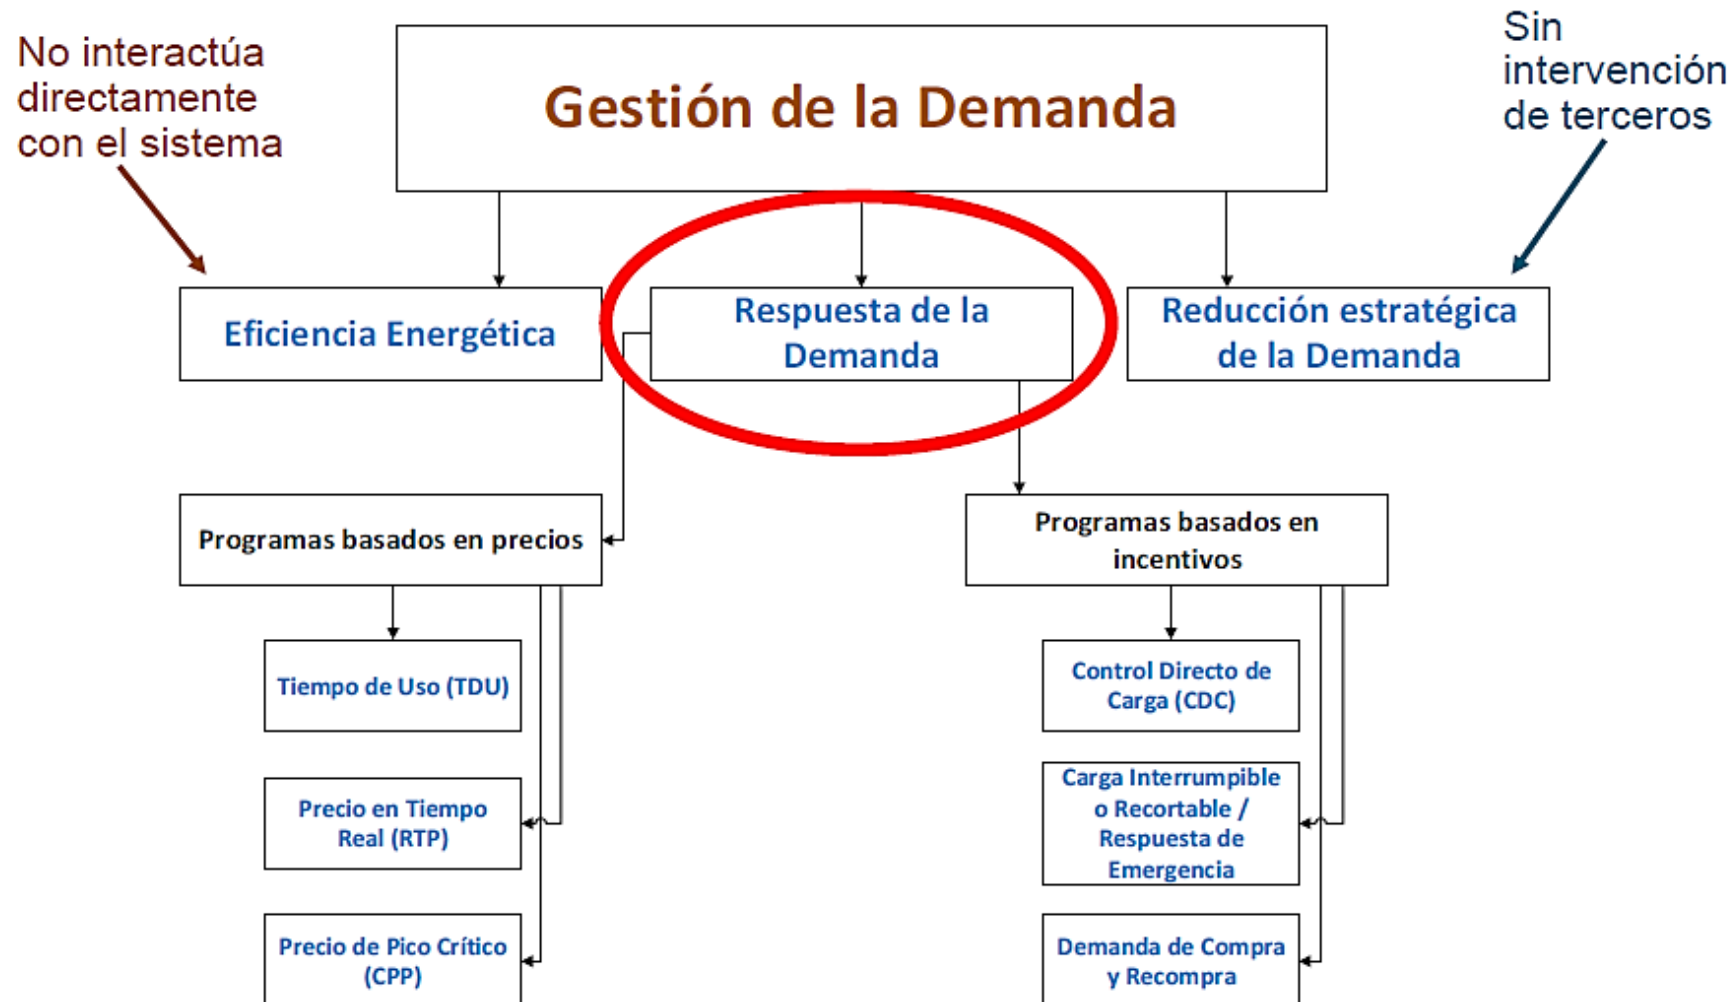 No interactúa
directamente
con el sistema
Gestión de la Demanda
Sin
intervención
de terceros
Eficiencia Energética
Respuesta de la
Demanda
Reducción estratégica
de la Demanda
Programas basados en precios
Programas basados en
incentivos
Tiempo de Uso (TDU)
Precio en Tiempo
Real (RTP)
Precio de Pico Crítico
(CPP)
Control Directo de
Carga (CDC)
Carga Interrumpible
o Recortable /
Respuesta de
Emergencia
Demanda de Compra
y Recompra